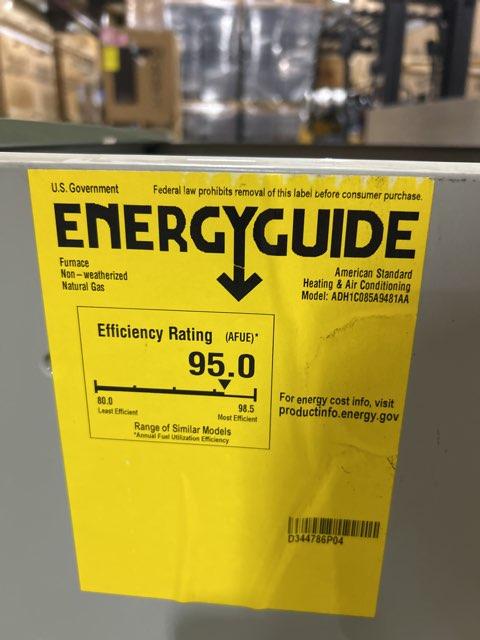 U.S. Government
Federal law prohibits removal of this label before consumer purchase.
ENERGYGUIDE
Furnace
Non-weatherized
Natural Gas
American Standard
Heating & Air Conditioning
Model: ADH1C085A9481AA
Efficiency Rating (AFUE)*
95.0
80.0
98.5
Least Efficient
Most Efficient
Range of Similar Models
*Annual Fuel Utilization Efficiency
For energy cost info, visit
productinfo.energy.gov
D344786P04